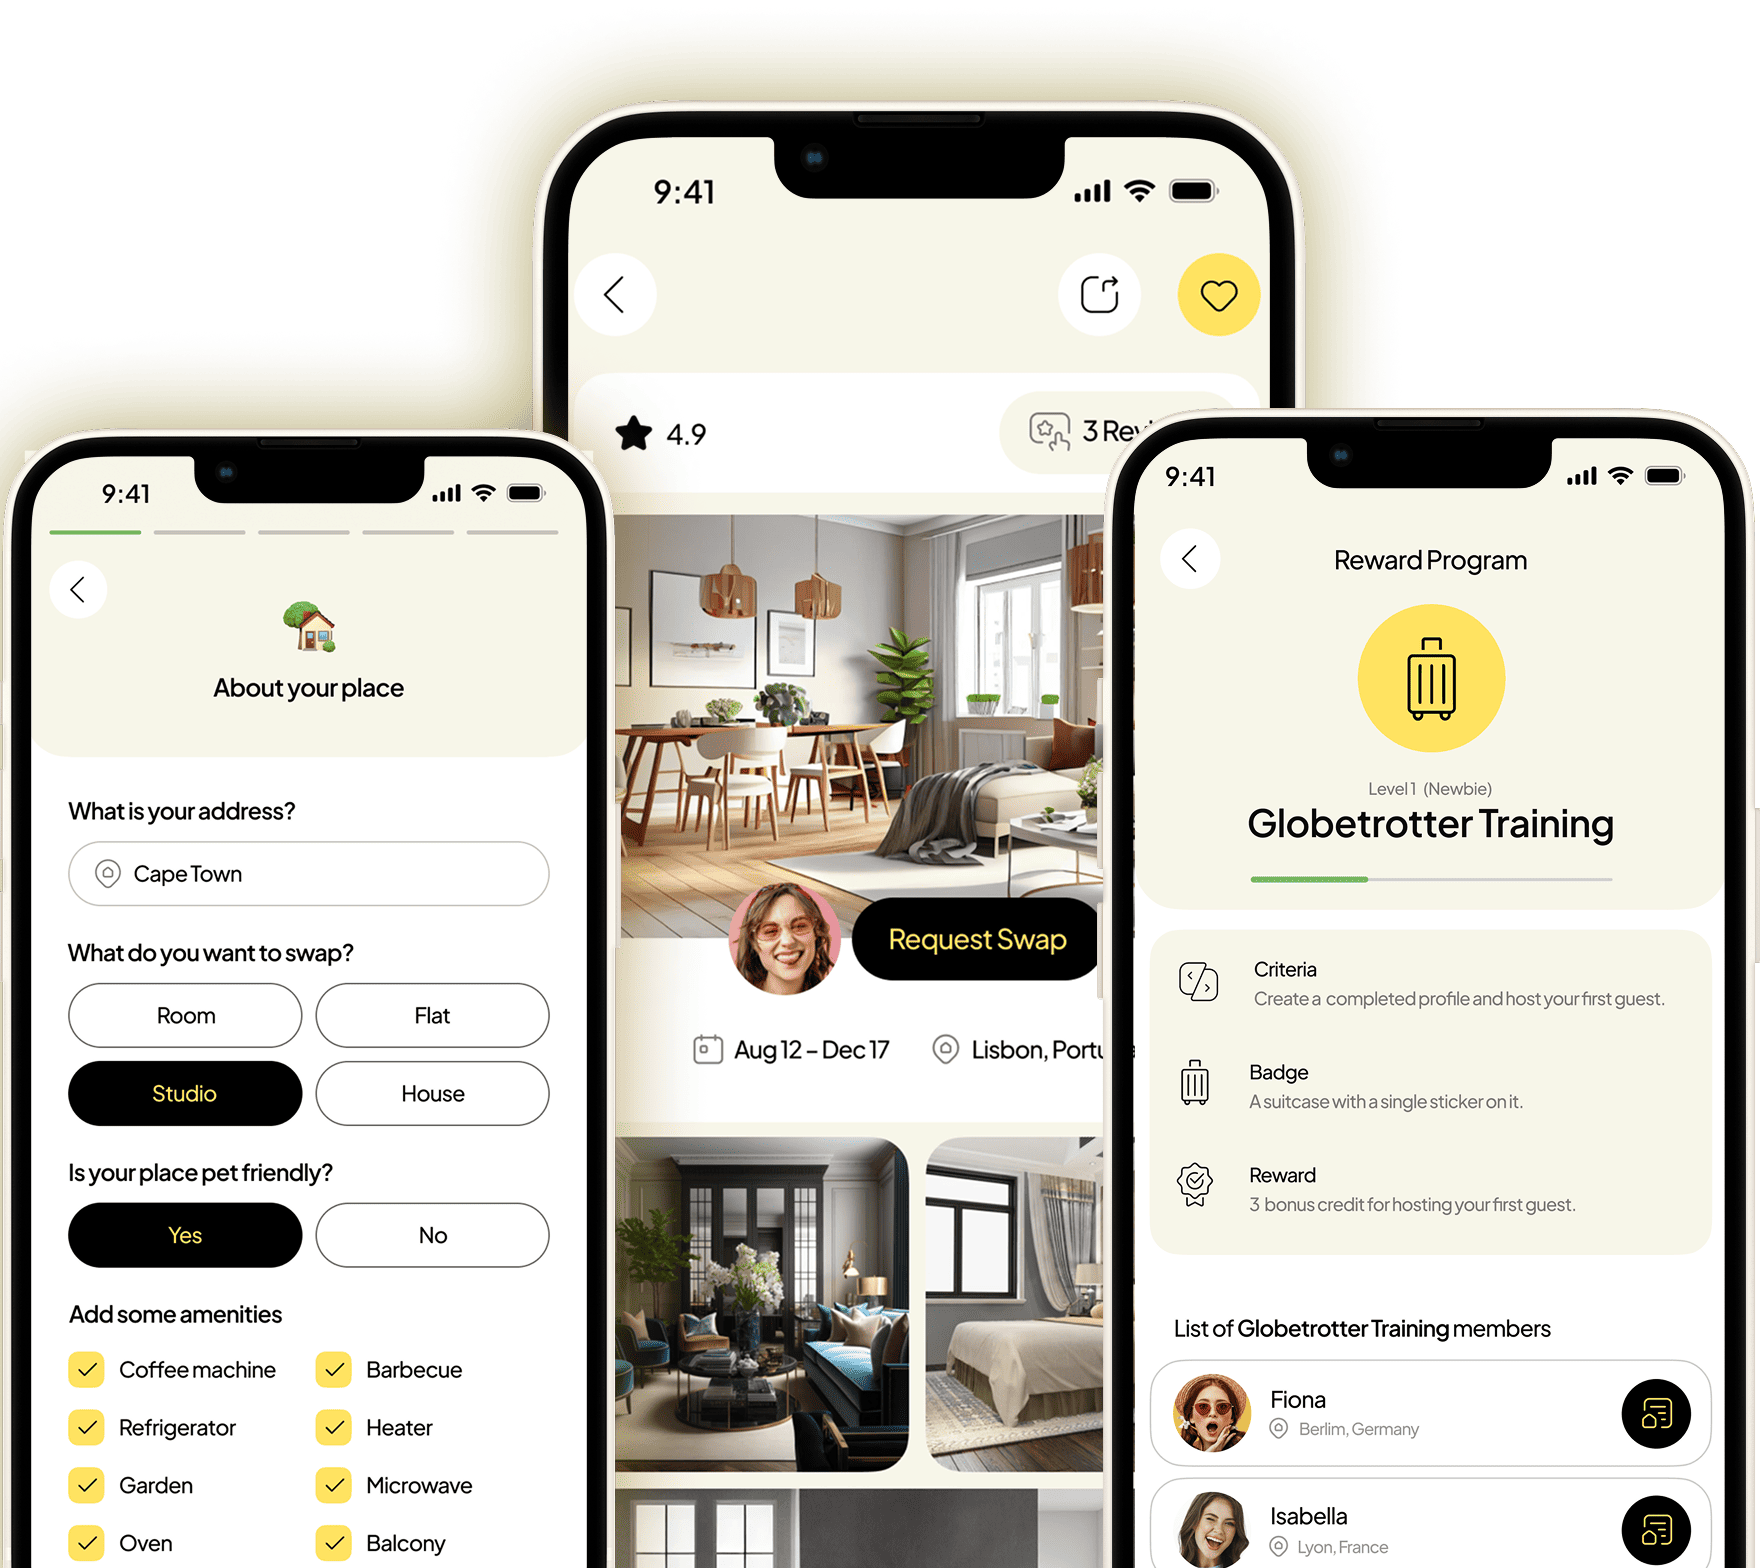 9:41
4.9
3 Rev
Request Swap
Aug 12 – Dec 17
Lisbon, Portu
9:41
About your place
What is your address?
Cape Town
What do you want to swap?
Room
Flat
Studio
House
Is your place pet friendly?
Yes
No
Add some amenities
Coffee machine
Barbecue
Refrigerator
Heater
Garden
Microwave
Oven
Balcony
9:41
Reward Program
Level 1 (Newbie)
Globetrotter Training
Criteria
Create a completed profile and host your first guest.
Badge
A suitcase with a single sticker on it.
Reward
3 bonus credit for hosting your first guest.
List of Globetrotter Training members
Fiona
Berlim, Germany
Isabella
Lyon, France